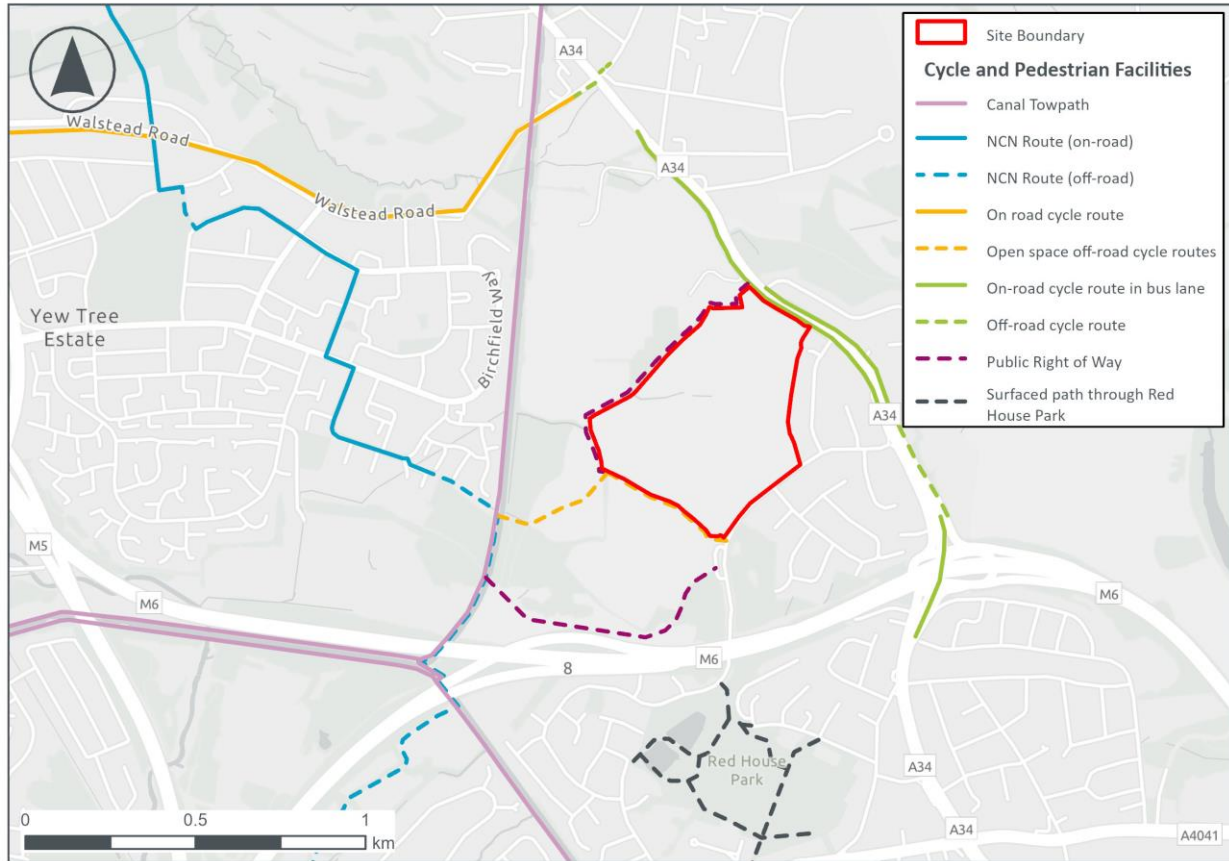 A34
Walstead Road
A34
Walstead Road
Birchfield Way
Yew Tree
Estate
A34
M5
M6
M6
8
M6
Red House
Park
A34
A34
A4041
0
0.5
1
km
Site Boundary
Cycle and Pedestrian Facilities
Canal Towpath
NCN Route (on-road)
NCN Route (off-road)
On road cycle route
Open space off-road cycle routes
On-road cycle route in bus lane
Off-road cycle route
Public Right of Way
Surfaced path through Red
House Park